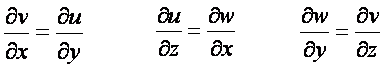 ∂v/∂x = ∂u/∂y   ∂u/∂z = ∂w/∂x   ∂w/∂y = ∂v/∂z